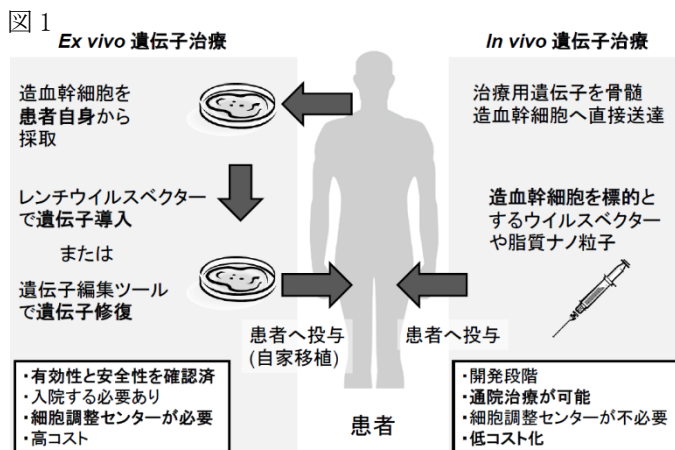 図1
Ex vivo 遺伝子治療
造血幹細胞を
患者自身から
採取
レンチウイルスベクター
で遺伝子導入
または
遺伝子編集ツール
で遺伝子修復
患者へ投与
(自家移植)
・有効性と安全性を確認済
・入院する必要あり
・細胞調整センターが必要
・高コスト
患者
In vivo 遺伝子治療
治療用遺伝子を骨髄
造血幹細胞へ直接送達
造血幹細胞を標的と
するウイルスベクター
や脂質ナノ粒子
患者へ投与
・開発段階
・通院治療が可能
・細胞調整センターが不必要
・低コスト化